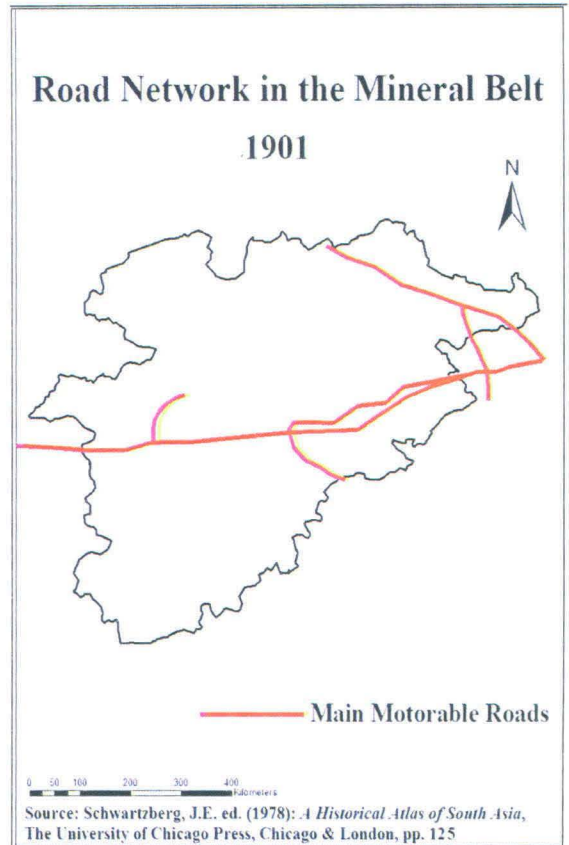 Road Network in the Mineral Belt
1901
N
Main Motorable Roads
0 50 100 200 300 400
Kilometers
Source: Schwartzberg, J.E. ed. (1978): A Historical Atlas of South Asia,
The University of Chicago Press, Chicago & London, pp. 125